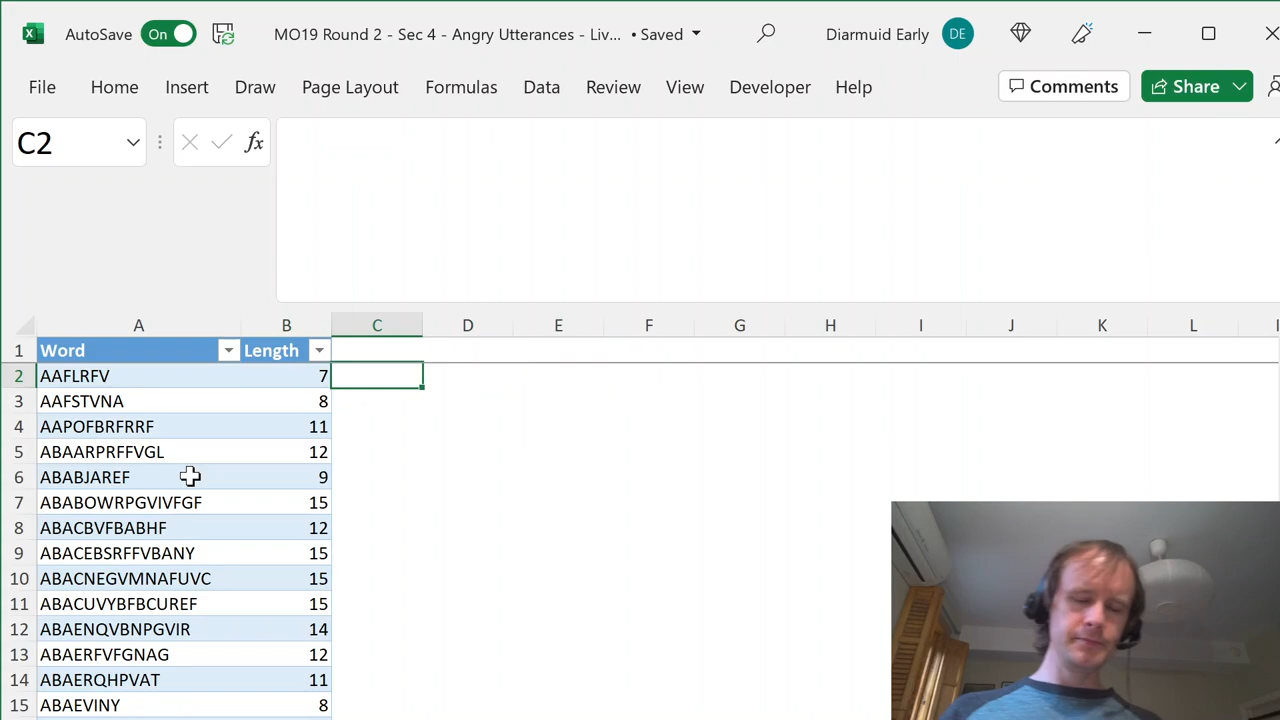 AutoSave On MO19 Round 2 - Sec 4 - Angry Utterances - Liv... • Saved Diarmuid Early DE
File Home Insert Draw Page Layout Formulas Data Review View Developer Help Comments Share
C2 fx
A B C D E F G H I J K L
1 Word Length
2 AAFLRFV 7
3 AAFSTVNA 8
4 AAPOFBRFRRF 11
5 ABAARPRFFVGL 12
6 ABABJAREF 9
7 ABABOWRPGVIVFGF 15
8 ABACBVFBABHF 12
9 ABACEBSRFFVBANY 15
10 ABACNEGVMNAFUVC 15
11 ABACUVYBFBCUREF 15
12 ABAENQVBNPGVIR 14
13 ABAERFVFGNAG 12
14 ABAERQHPVAT 11
15 ABAEVINY 8